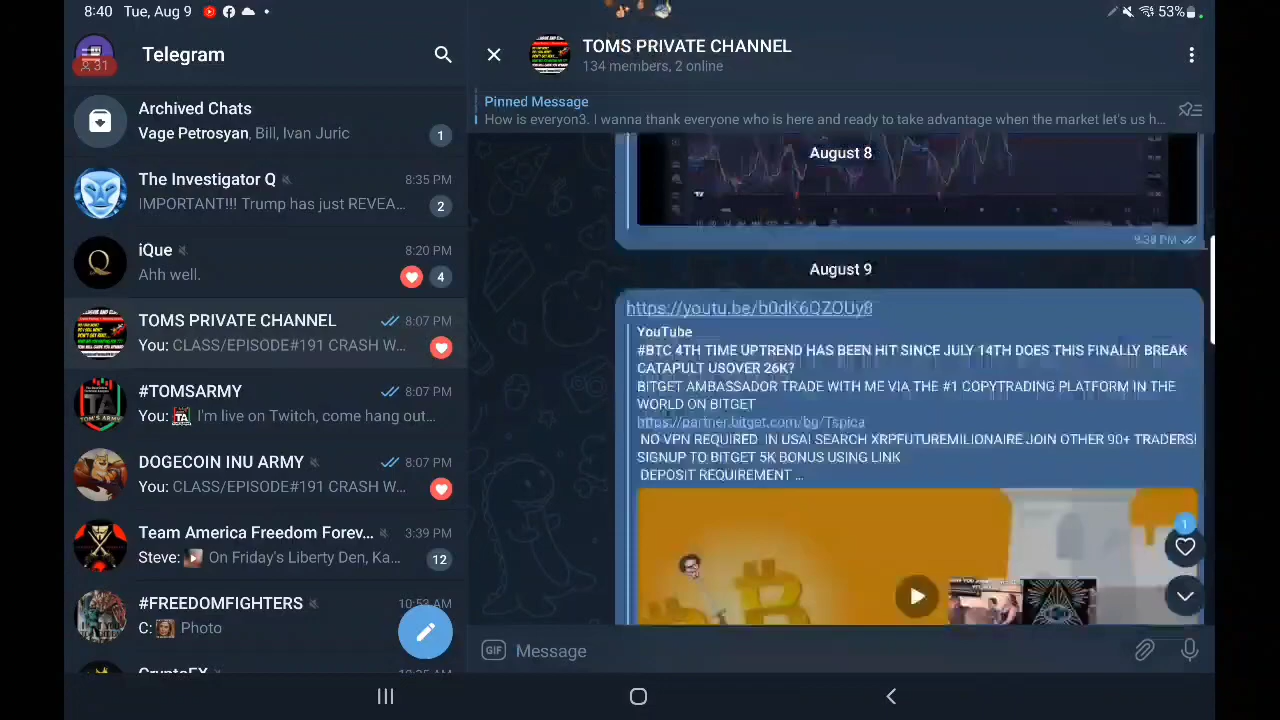 8:40 Tue, Aug 9
53%
31
Telegram
Archived Chats
Vage Petrosyan, Bill, Ivan Juric
1
The Investigator Q
8:35 PM
IMPORTANT!!! Trump has just REVEA...
2
iQue
8:20 PM
Ahh well.
4
TOMS PRIVATE CHANNEL
8:07 PM
You: CLASS/EPISODE#191 CRASH W...
#TOMSARMY
8:07 PM
You: I'm live on Twitch, come hang out...
DOGECOIN INU ARMY
8:07 PM
You: CLASS/EPISODE#191 CRASH W...
Team America Freedom Forev...
3:39 PM
Steve: On Friday's Liberty Den, Ka...
12
#FREEDOMFIGHTERS
10:53 AM
C: Photo
CryptoFX
TOMS PRIVATE CHANNEL
134 members, 2 online
Pinned Message
How is everyon3. I wanna thank everyone who is here and ready to take advantage when the market let's us h...
August 8
9:38 PM
August 9
https://youtu.be/b0dK6QZOUy8
YouTube
#BTC 4TH TIME UPTREND HAS BEEN HIT SINCE JULY 14TH DOES THIS FINALLY BREAK
CATAPULT USOVER 26K?
BITGET AMBASSADOR TRADE WITH ME VIA THE #1 COPYTRADING PLATFORM IN THE
WORLD ON BITGET
https://partner.bitget.com/bg/Tspica
NO VPN REQUIRED IN USAI SEARCH XRPFUTUREMILIONAIRE JOIN OTHER 90+ TRADERS!
SIGNUP TO BITGET 5K BONUS USING LINK
DEPOSIT REQUIREMENT ...
1
GIF Message